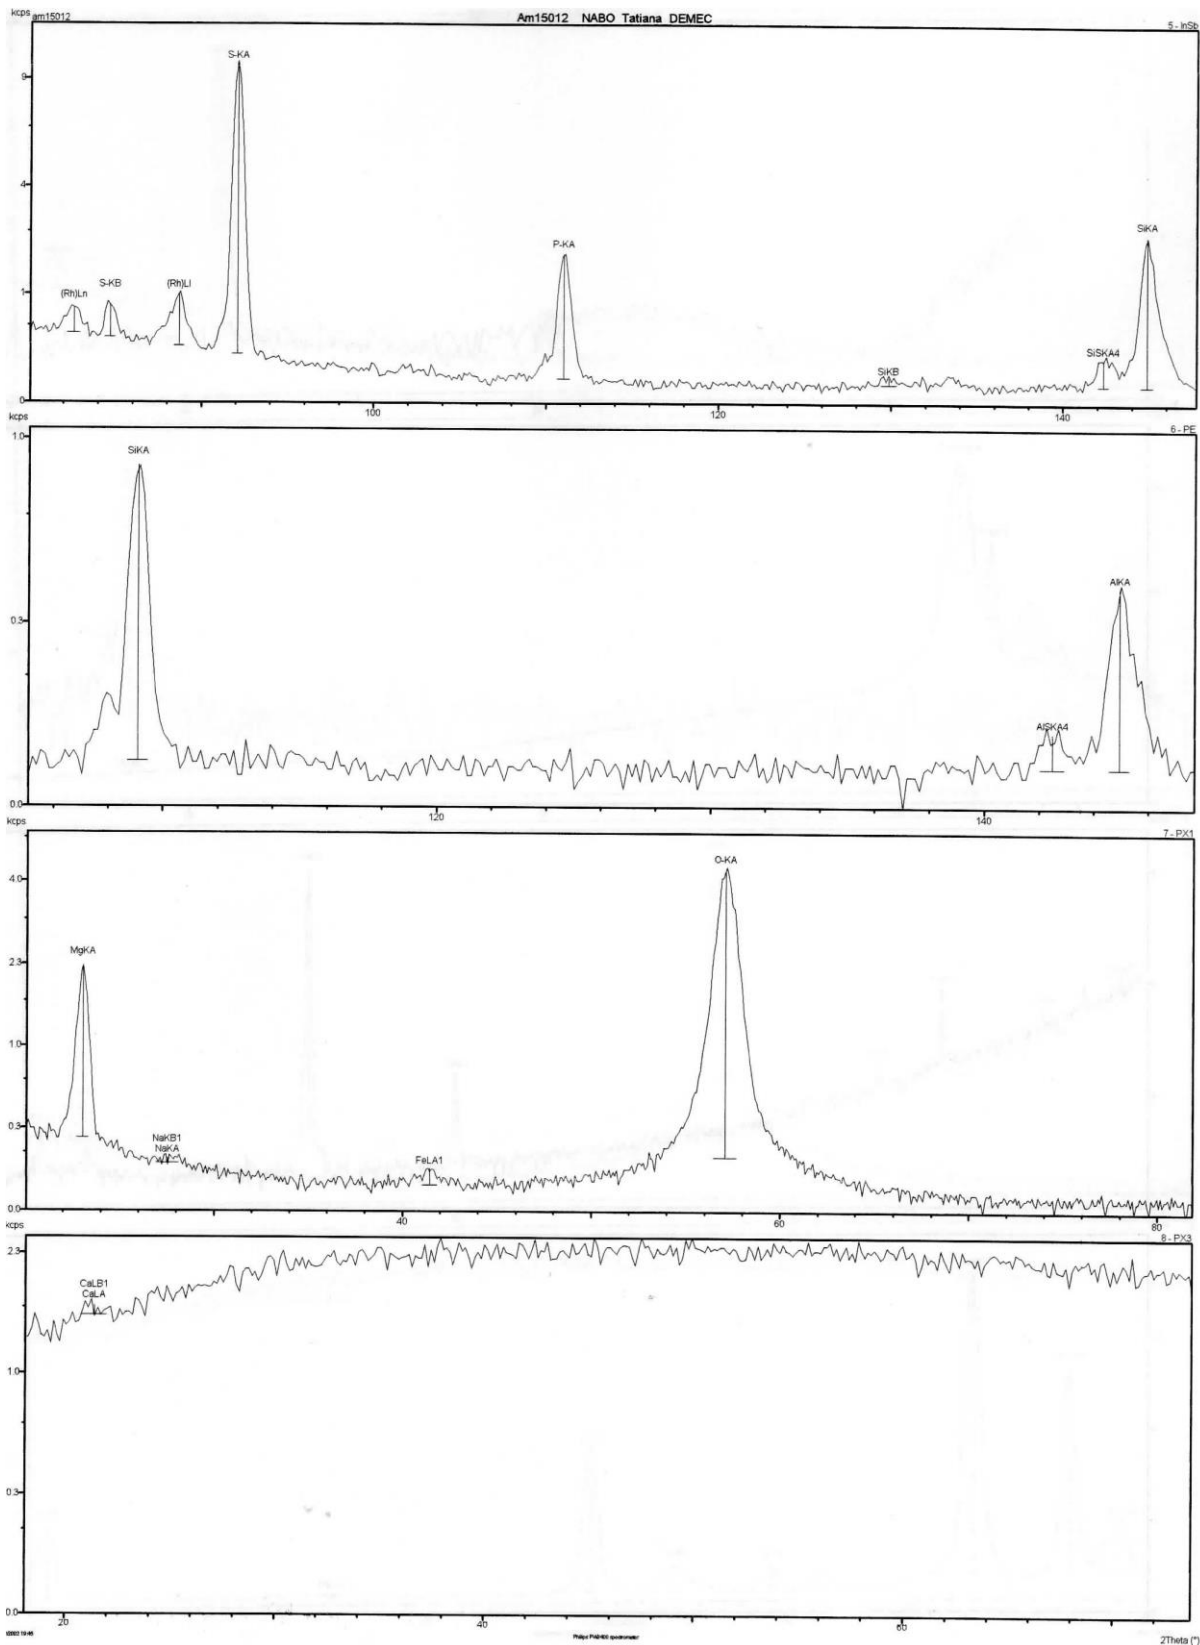 kcps am15012 Am15012 NABO Tatiana DEMEC 5 - InSb
S-KA
9
4
P-KA
SiKA
(Rh)Ln S-KB (Rh)Ll
1
SiKB SiSKA4
0
100 120 140
kcps 6 - PE
1.0
SiKA
AlKA
0.3
AlSKA4
0.0
120 140
kcps 7 - PX1
O-KA
4.0
MgKA
2.3
1.0
0.3
NaKB1
NaKA FeLA1
0.0
40 60 80
kcps 8 - PX3
2.3
CaLB1
CaLA
1.0
0.3
0.0
20 40 60
Philips PW2400 spectrometer 2Theta (°)